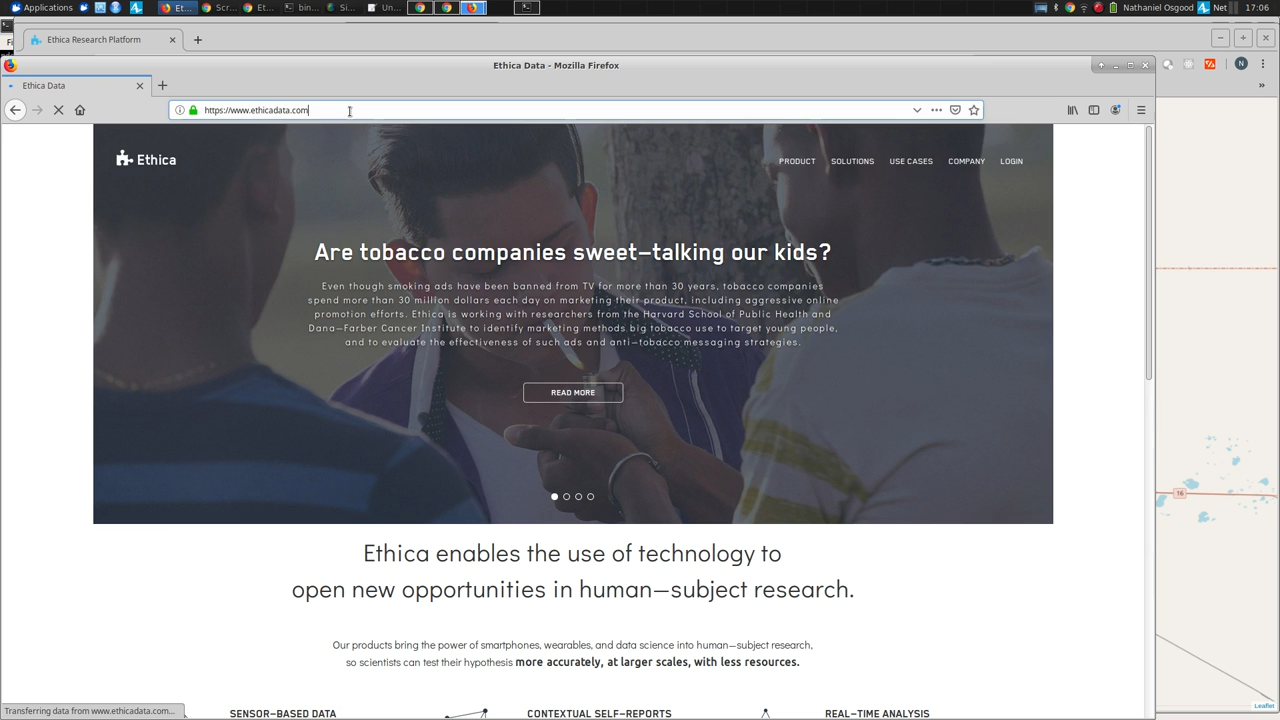 Applications
Et...
Scr...
Et...
bin...
Si...
Un...
Nathaniel Osgood
Net
17:06
Fi
Ethica Research Platform
N
Ethica Data - Mozilla Firefox
Ethica Data
https://www.ethicadata.com
Ethica
PRODUCT
SOLUTIONS
USE CASES
COMPANY
LOGIN
Are tobacco companies sweet–talking our kids?
Even though smoking ads have been banned from TV for more than 30 years, tobacco companies
spend more than 30 million dollars each day on marketing their product, including aggressive online
promotion efforts. Ethica is working with researchers from the Harvard School of Public Health and
Dana–Farber Cancer Institute to identify marketing methods big tobacco use to target young people,
and to evaluate the effectiveness of such ads and anti–tobacco messaging strategies.
READ MORE
16
Ethica enables the use of technology to
open new opportunities in human–subject research.
Our products bring the power of smartphones, wearables, and data science into human–subject research,
so scientists can test their hypothesis more accurately, at larger scales, with less resources.
SENSOR–BASED DATA
CONTEXTUAL SELF–REPORTS
REAL–TIME ANALYSIS
Transferring data from www.ethicadata.com...
Leaflet